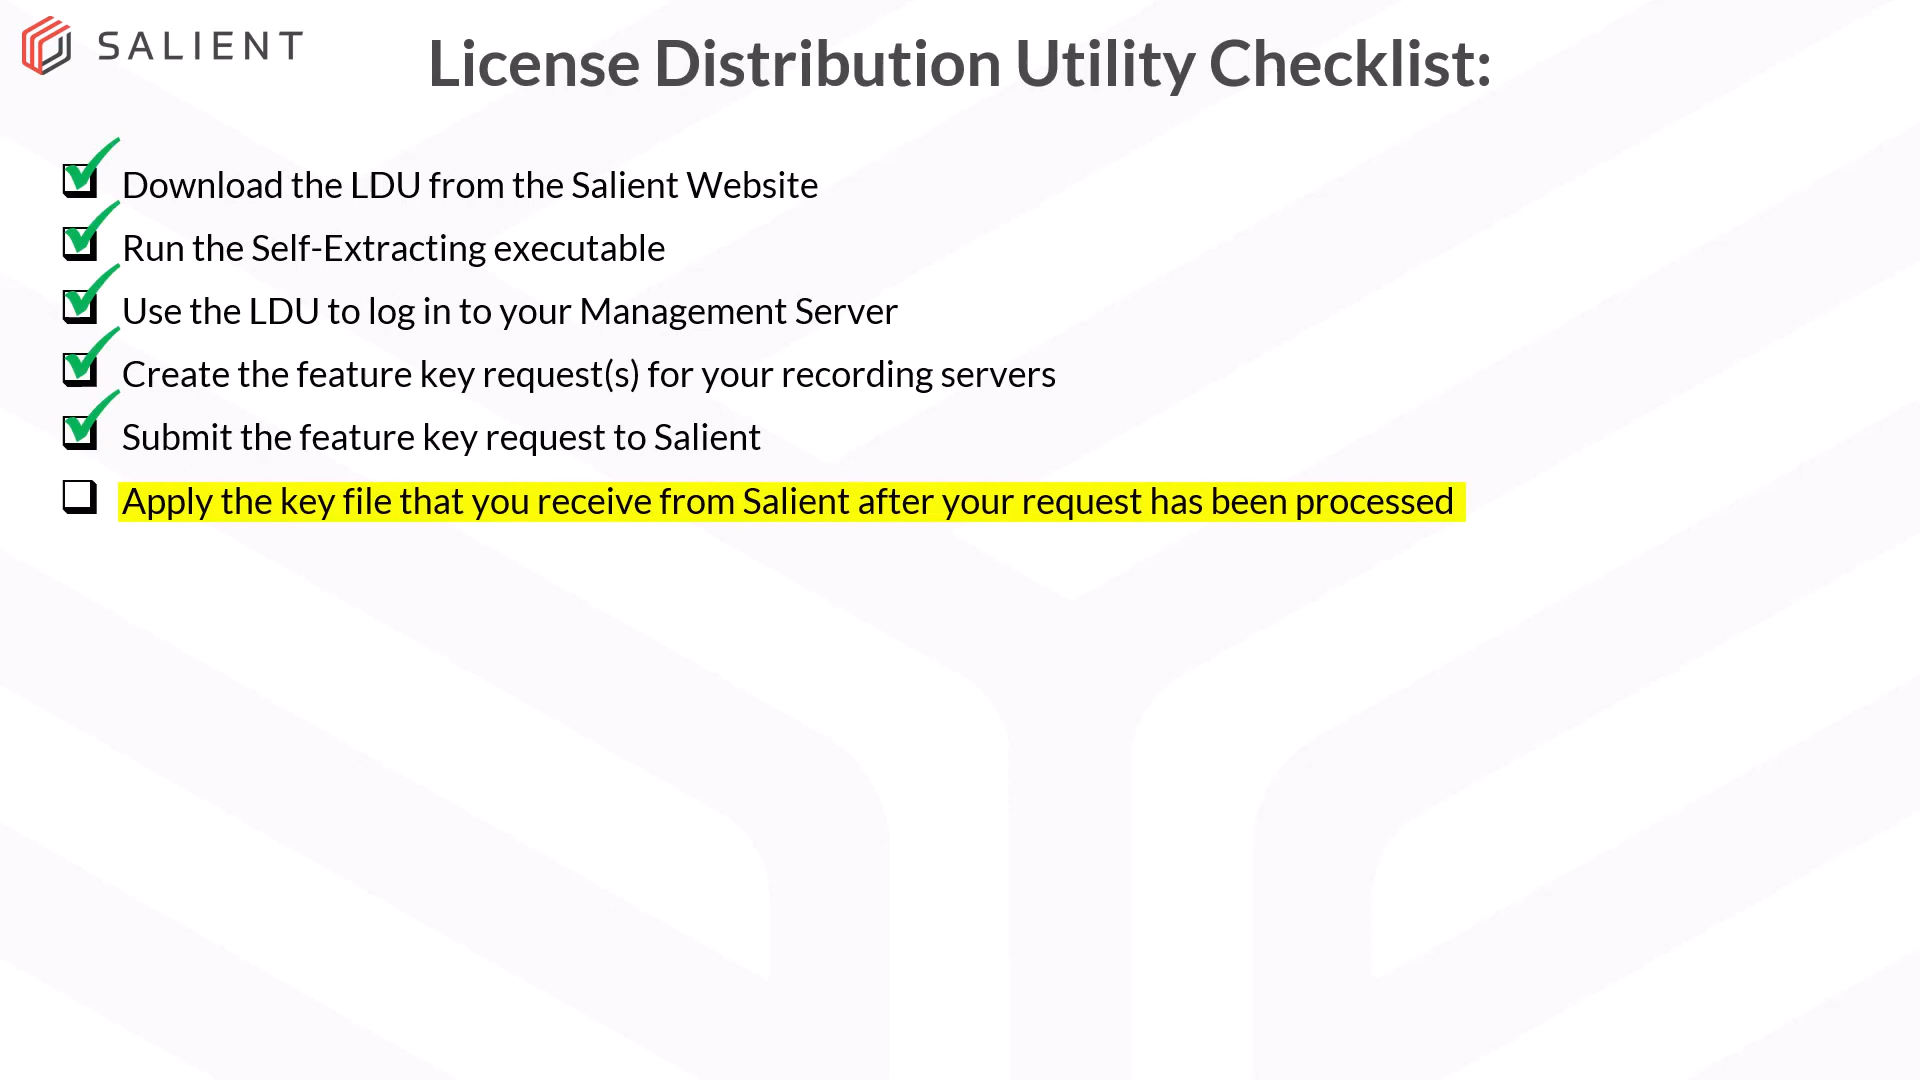 SALIENT
License Distribution Utility Checklist:
Download the LDU from the Salient Website
Run the Self-Extracting executable
Use the LDU to log in to your Management Server
Create the feature key request(s) for your recording servers
Submit the feature key request to Salient
Apply the key file that you receive from Salient after your request has been processed